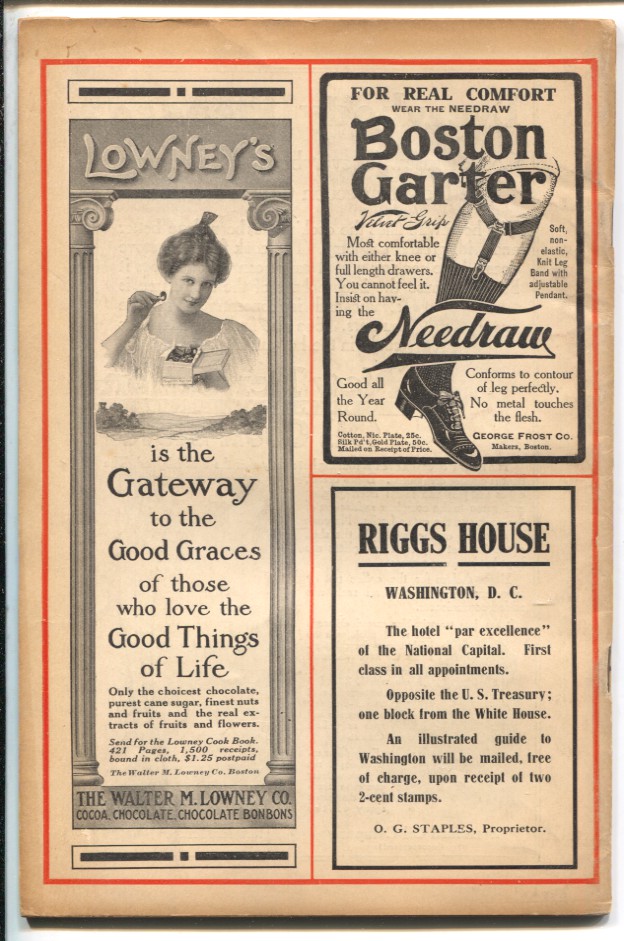 LOWNEY'S
is the
Gateway
to the
Good Graces
of those
who love the
Good Things
of Life
Only the choicest chocolate,
purest cane sugar, finest nuts
and fruits and the real ex-
tracts of fruits and flowers.
Send for the Lowney Cook Book.
421 Pages, 1,500 receipts,
bound in cloth, $1.25 postpaid
The Walter M. Lowney Co. Boston
THE WALTER M. LOWNEY CO.
COCOA, CHOCOLATE, CHOCOLATE BONBONS
FOR REAL COMFORT
WEAR THE NEEDRAW
Boston
Garter
Velvet Grip
Most comfortable
with either knee or
full length drawers.
You cannot feel it.
Insist on hav-
ing the
Soft,
non-
elastic,
Knit Leg
Band with
adjustable
Pendant.
Needraw
Good all
the Year
Round.
Conforms to contour
of leg perfectly.
No metal touches
the flesh.
Cotton, Nic. Plate, 25c.
Silk Pd't, Gold Plate, 50c.
Mailed on Receipt of Price.
GEORGE FROST CO.
Makers, Boston.
RIGGS HOUSE
WASHINGTON, D. C.
The hotel "par excellence"
of the National Capital. First
class in all appointments.
Opposite the U. S. Treasury;
one block from the White House.
An illustrated guide to
Washington will be mailed, free
of charge, upon receipt of two
2-cent stamps.
O. G. STAPLES, Proprietor.